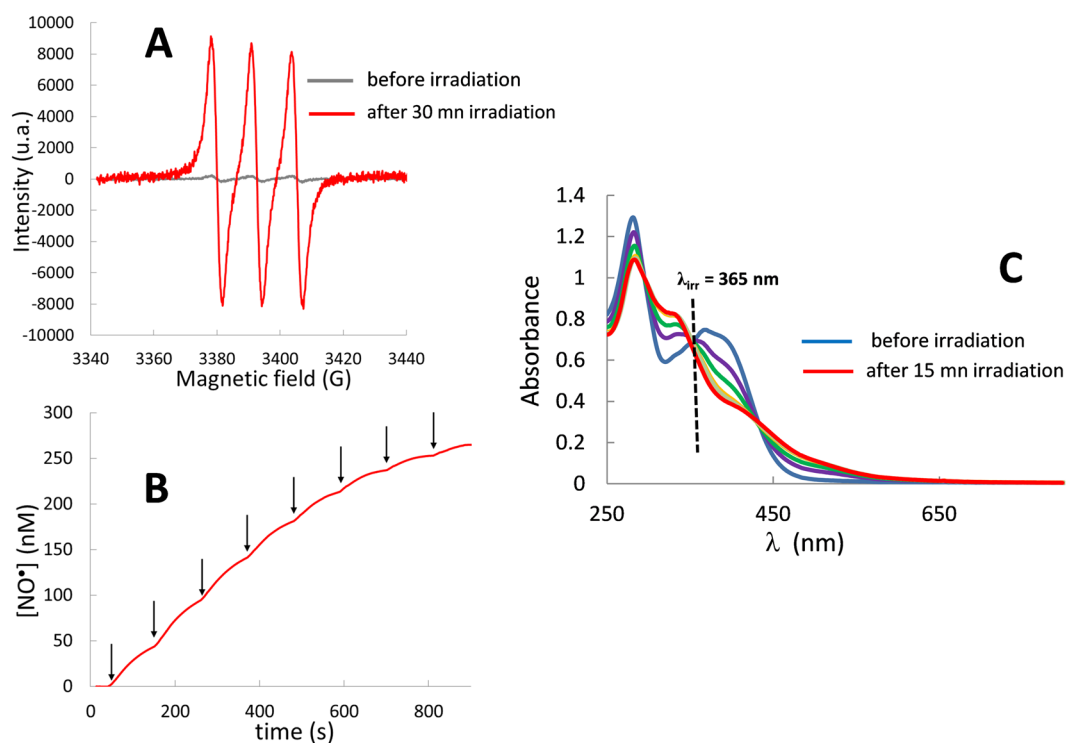 A
10000
8000
6000
4000
2000
0
-2000
-4000
-6000
-8000
-10000
Intensity (u.a.)
before irradiation
after 30 mn irradiation
3340 3360 3380 3400 3420 3440
Magnetic field (G)
B
300
250
200
150
100
50
0
[NO•] (nM)
0 200 400 600 800
time (s)
C
1.4
1.2
1
0.8
0.6
0.4
0.2
0
Absorbance
λirr = 365 nm
before irradiation
after 15 mn irradiation
250 450 650
λ (nm)